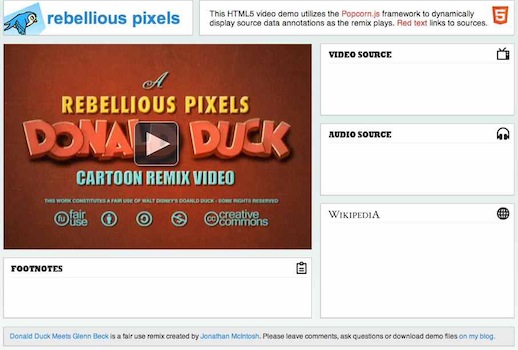 rebellious pixels
This HTML5 video demo utilizes the Popcorn.js framework to dynamically
display source data annotations as the remix plays. Red text links to sources.
5
A
REBELLIOUS PIXELS
DONALD DUCK
CARTOON REMIX VIDEO
THIS WORK CONSTITUTES A FAIR USE OF WALT DISNEY'S DOANLD DUCK - SOME RIGHTS RESERVED
fu fair use
cc creative commons
VIDEO SOURCE
AUDIO SOURCE
WIKIPEDIA
FOOTNOTES
Donald Duck Meets Glenn Beck is a fair use remix created by Jonathan McIntosh. Please leave comments, ask questions or download demo files on my blog.